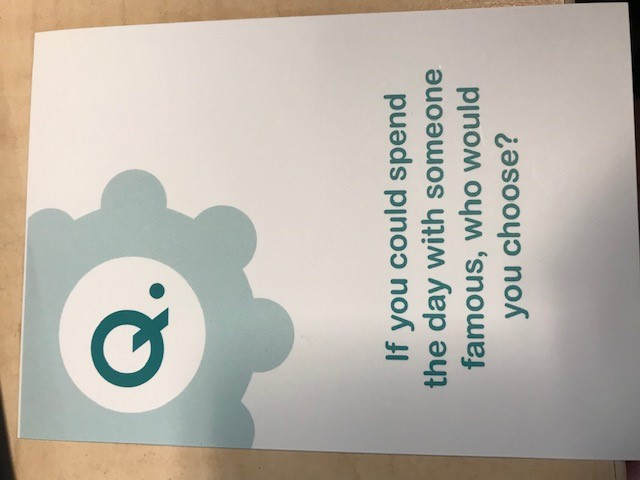 Q.
If you could spend
the day with someone
famous, who would
you choose?